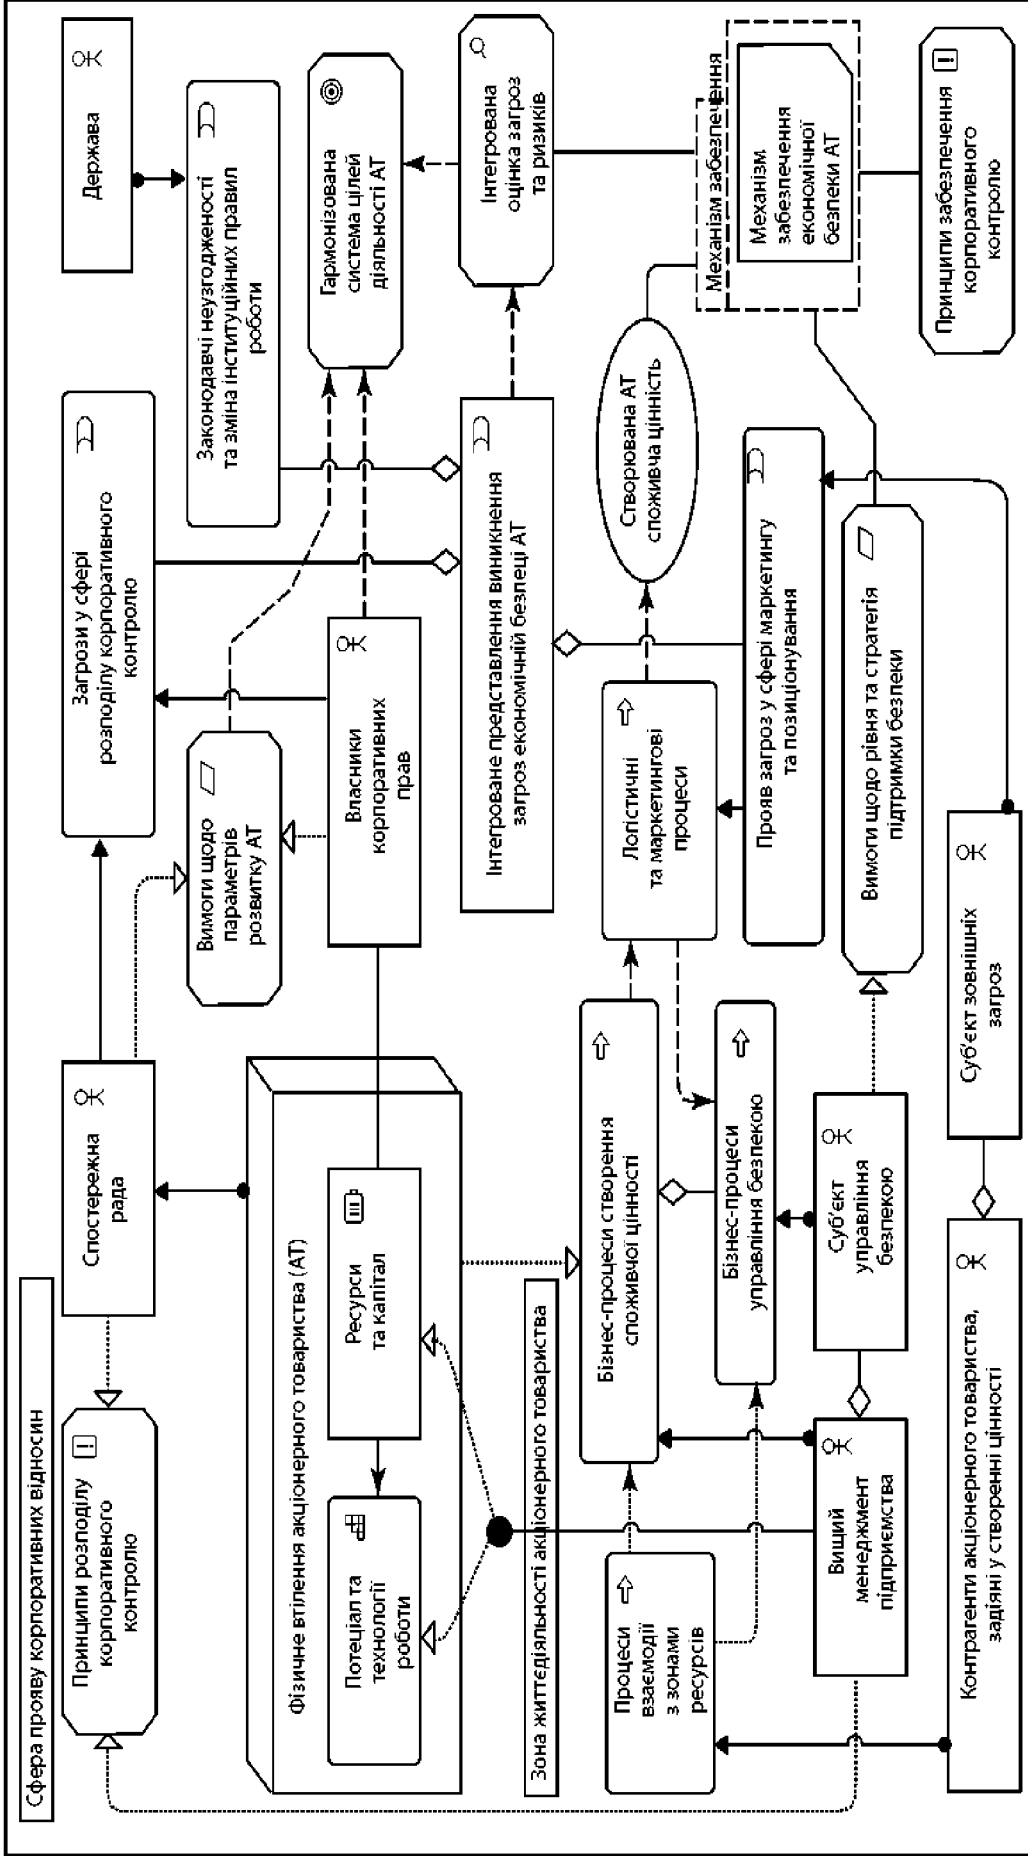 Сфера прояву корпоративних відносин
Принципи розподілу
корпоративного
контролю
Спостережна
рада
Загрози у сфері
розподілу корпоративного
контролю
Держава
Вимоги щодо
параметрів
розвитку АТ
Законодавчі неузгодженості
та зміна інституційних правил
роботи
Фізичне втілення акціонерного товариства (АТ)
Потеціал та
технології
роботи
Ресурси
та капітал
Власники
корпоративних
прав
Гармонізована
система цілей
діяльності АТ
Інтегроване представлення виникнення
загроз економічній безпеці АТ
Інтегрована
оцінка загроз
та ризиків
Зона життєдіяльності акціонерного товариства
Процеси
взаємодії
з зонами
ресурсів
Бізнес-процеси створення
споживчої цінності
Логістичні
та маркетингові
процеси
Створювана АТ
споживча цінність
Механізм забезпечення
Механізм
забезпечення
економічної
безпеки АТ
Бізнес-процеси
управління безпекою
Прояв загроз у сфері маркетингу
та позиціонування
Вищий
менеджмент
підприємства
Суб'єкт
управління
безпекою
Вимоги щодо рівня та стратегія
підтримки безпеки
Принципи забезпечення
корпоративного
контролю
Контрагенти акціонерного товариства,
задіяні у створенні цінності
Суб'єкт зовнішніх
загроз